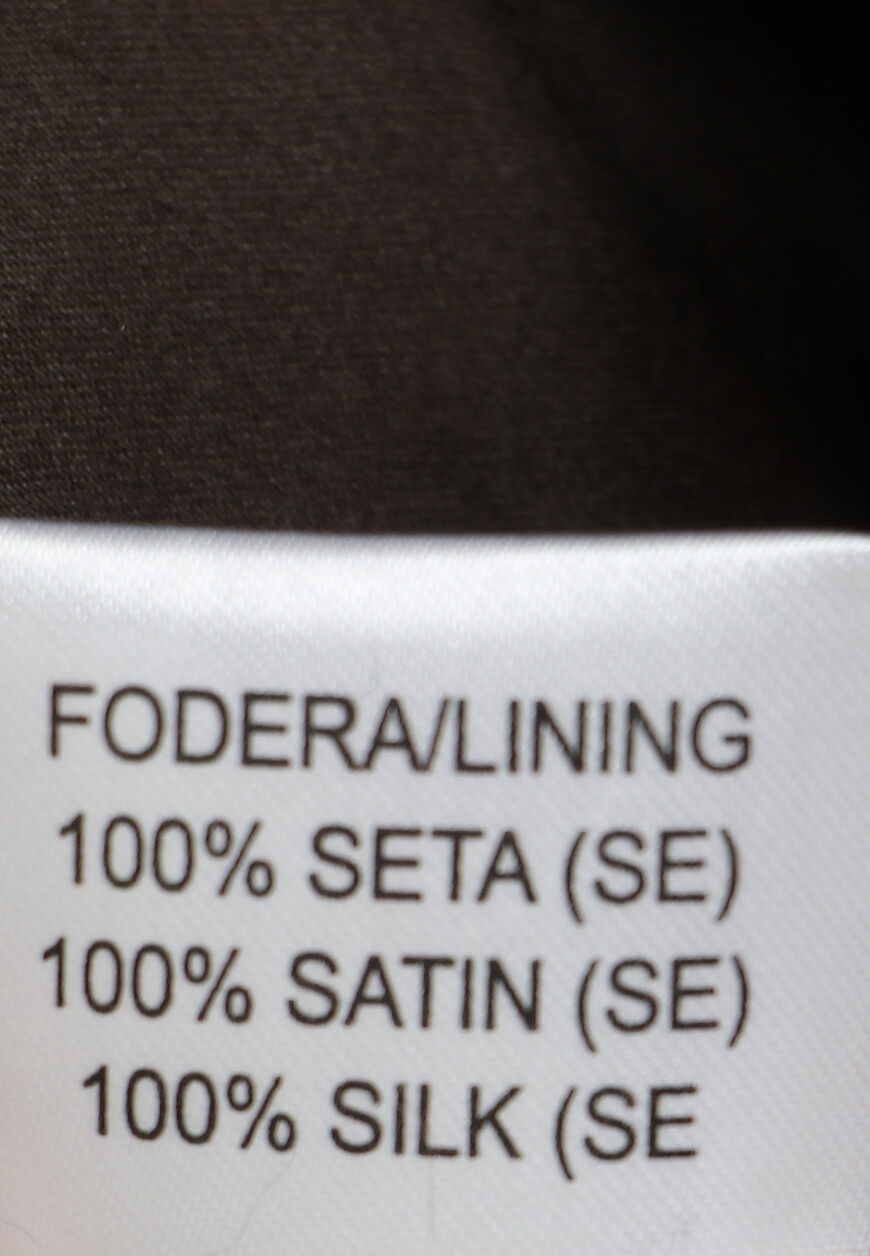 FODERA/LINING
100% SETA (SE)
100% SATIN (SE)
100% SILK (SE